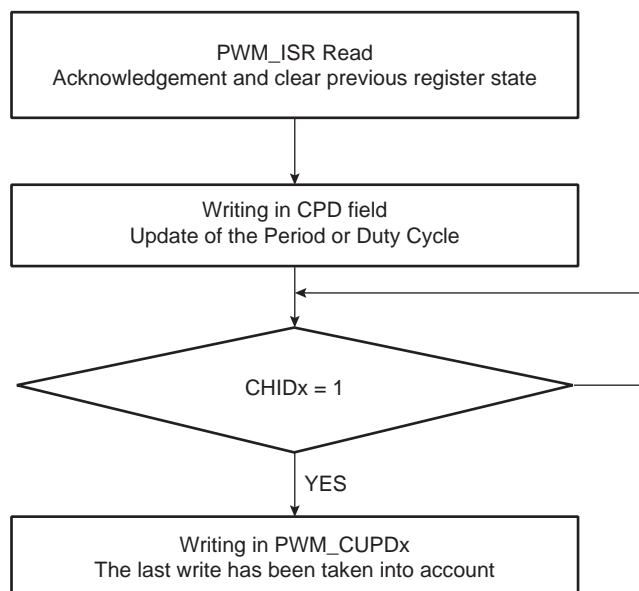 PWM_ISR Read
Acknowledgement and clear previous register state
Writing in CPD field
Update of the Period or Duty Cycle
CHIDx = 1
YES
Writing in PWM_CUPDx
The last write has been taken into account